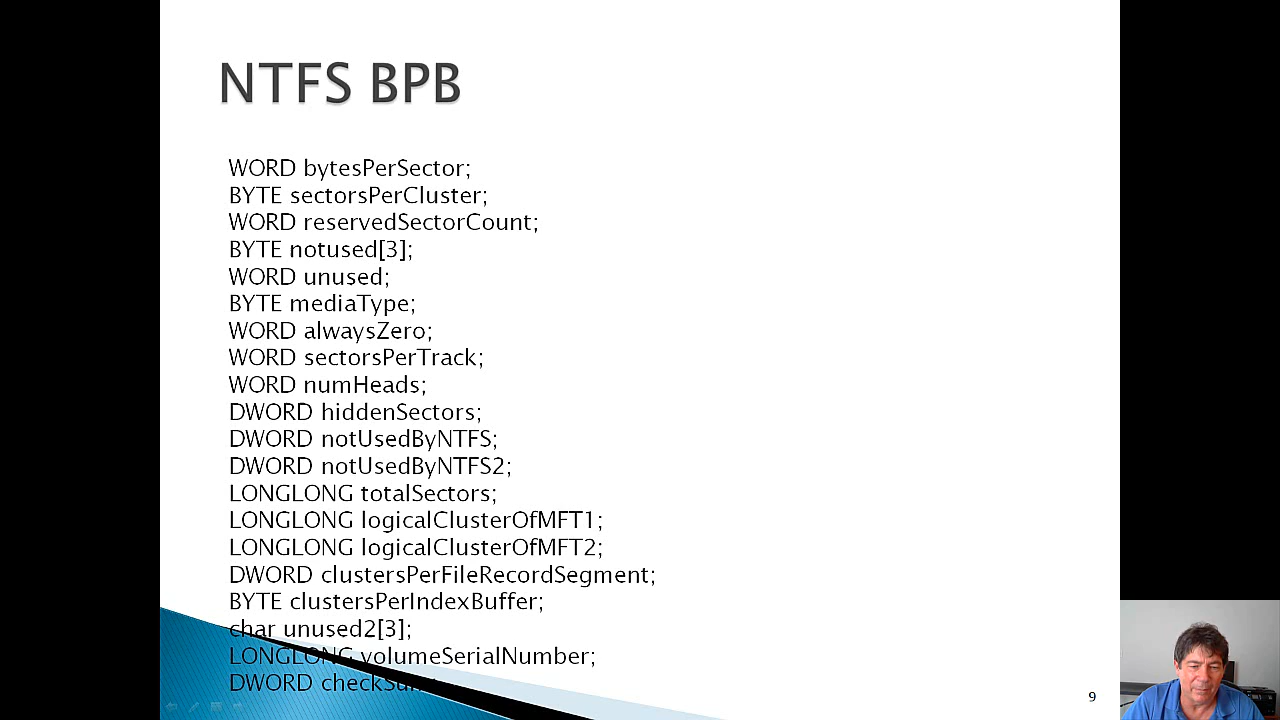 NTFS BPB
WORD bytesPerSector;
BYTE sectorsPerCluster;
WORD reservedSectorCount;
BYTE notused[3];
WORD unused;
BYTE mediaType;
WORD alwaysZero;
WORD sectorsPerTrack;
WORD numHeads;
DWORD hiddenSectors;
DWORD notUsedByNTFS;
DWORD notUsedByNTFS2;
LONGLONG totalSectors;
LONGLONG logicalClusterOfMFT1;
LONGLONG logicalClusterOfMFT2;
DWORD clustersPerFileRecordSegment;
BYTE clustersPerIndexBuffer;
char unused2[3];
LONGLONG volumeSerialNumber;
DWORD checkSum;
9